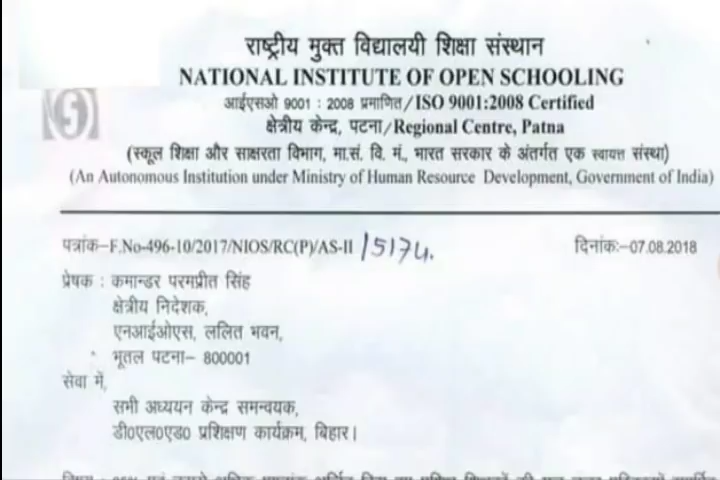 राष्ट्रीय मुक्त विद्यालयी शिक्षा संस्थान
NATIONAL INSTITUTE OF OPEN SCHOOLING
आईएसओ 9001 : 2008 प्रमाणित/ISO 9001:2008 Certified
क्षेत्रीय केन्द्र, पटना/Regional Centre, Patna
(स्कूल शिक्षा और साक्षरता विभाग, मा.सं. वि. मं., भारत सरकार के अंतर्गत एक स्वायत्त संस्था)
(An Autonomous Institution under Ministry of Human Resource Development, Government of India)
पत्रांक–F.No-496-10/2017/NIOS/RC(P)/AS-II /5174. दिनांक:–07.08.2018
प्रेषक : कमान्डर परमप्रीत सिंह
क्षेत्रीय निदेशक,
एनआईओएस, ललित भवन,
भूतल पटना– 800001
सेवा में,
सभी अध्ययन केन्द्र समन्वयक,
डी०एल०एड० प्रशिक्षण कार्यक्रम, बिहार।